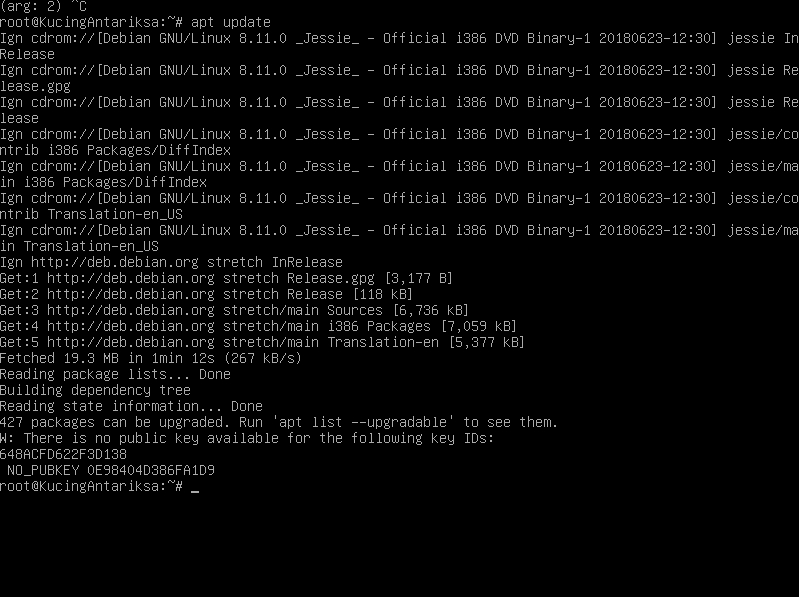 (arg: 2) ^C
root@KucingAntariksa:~# apt update
Ign cdrom://[Debian GNU/Linux 8.11.0 _Jessie_ - Official i386 DVD Binary-1 20180623-12:30] jessie In
Release
Ign cdrom://[Debian GNU/Linux 8.11.0 _Jessie_ - Official i386 DVD Binary-1 20180623-12:30] jessie Re
lease.gpg
Ign cdrom://[Debian GNU/Linux 8.11.0 _Jessie_ - Official i386 DVD Binary-1 20180623-12:30] jessie Re
lease
Ign cdrom://[Debian GNU/Linux 8.11.0 _Jessie_ - Official i386 DVD Binary-1 20180623-12:30] jessie/co
ntrib i386 Packages/DiffIndex
Ign cdrom://[Debian GNU/Linux 8.11.0 _Jessie_ - Official i386 DVD Binary-1 20180623-12:30] jessie/ma
in i386 Packages/DiffIndex
Ign cdrom://[Debian GNU/Linux 8.11.0 _Jessie_ - Official i386 DVD Binary-1 20180623-12:30] jessie/co
ntrib Translation-en_US
Ign cdrom://[Debian GNU/Linux 8.11.0 _Jessie_ - Official i386 DVD Binary-1 20180623-12:30] jessie/ma
in Translation-en_US
Ign http://deb.debian.org stretch InRelease
Get:1 http://deb.debian.org stretch Release.gpg [3,177 B]
Get:2 http://deb.debian.org stretch Release [118 kB]
Get:3 http://deb.debian.org stretch/main Sources [6,736 kB]
Get:4 http://deb.debian.org stretch/main i386 Packages [7,059 kB]
Get:5 http://deb.debian.org stretch/main Translation-en [5,377 kB]
Fetched 19.3 MB in 1min 12s (267 kB/s)
Reading package lists... Done
Building dependency tree
Reading state information... Done
427 packages can be upgraded. Run 'apt list --upgradable' to see them.
W: There is no public key available for the following key IDs:
648ACFD622F3D138
 NO_PUBKEY 0E98404D386FA1D9
root@KucingAntariksa:~# _